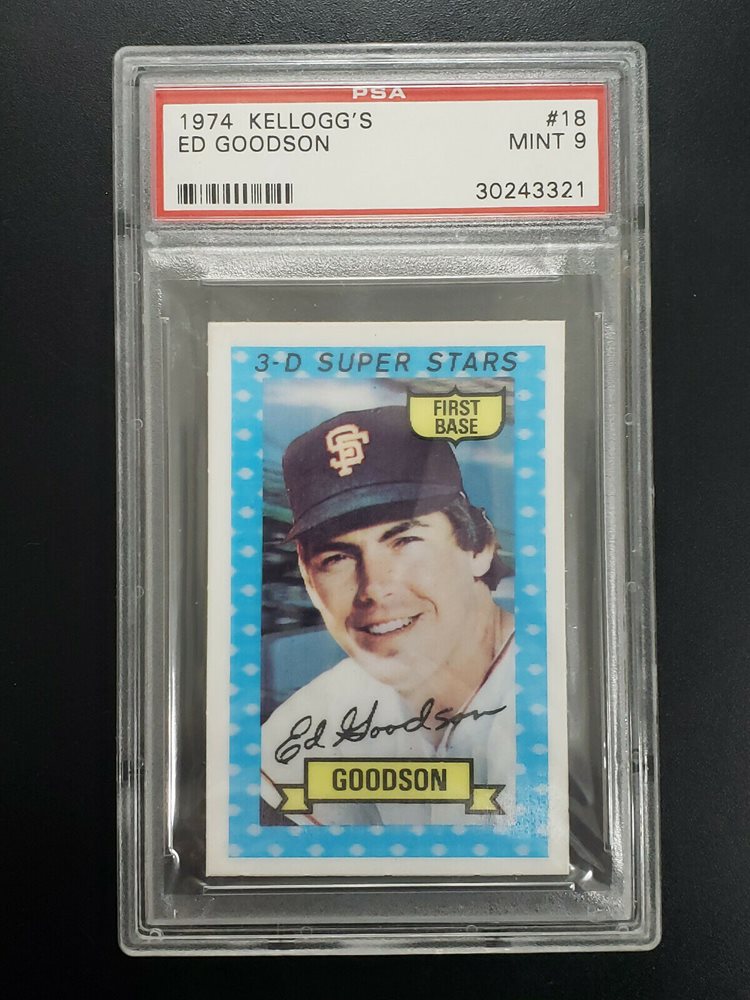 PSA
1974 KELLOGG'S #18
ED GOODSON MINT 9
30243321
3-D SUPER STARS
FIRST
BASE
SF
Ed Goodson
GOODSON